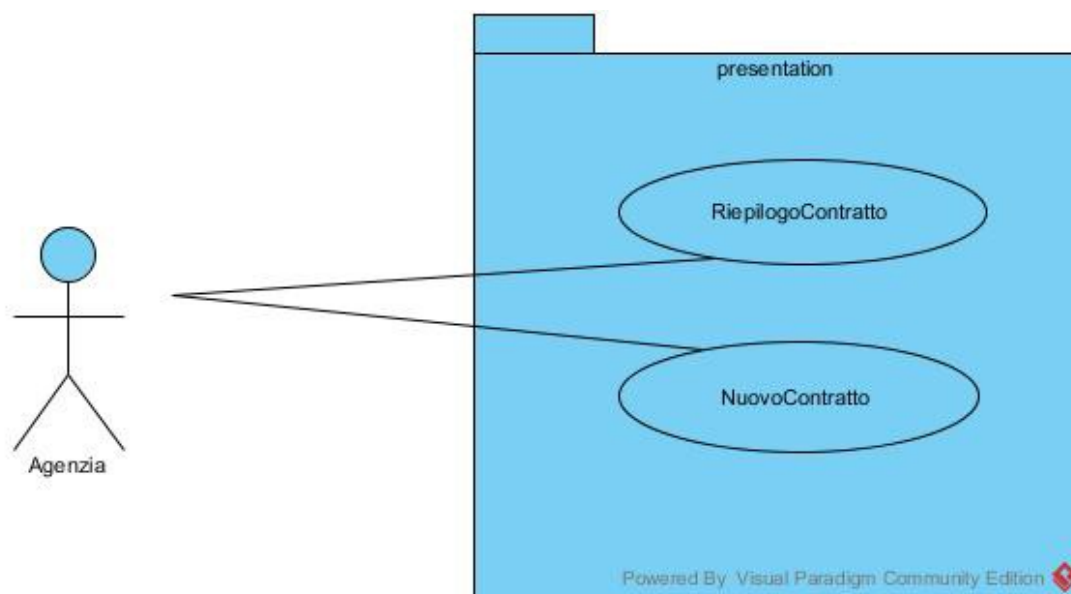 presentation
RiepilogoContratto
NuovoContratto
Agenzia
Powered By Visual Paradigm Community Edition